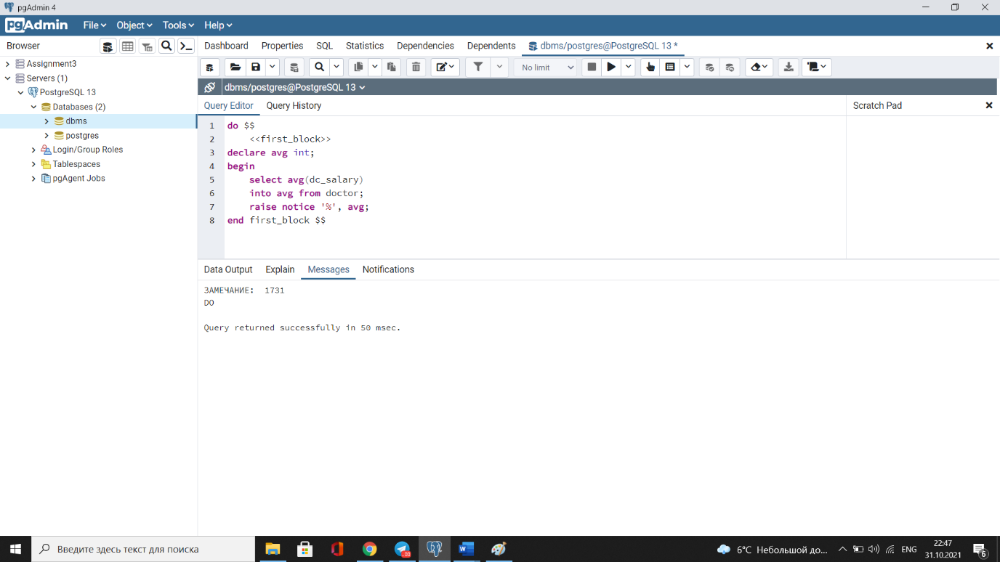 pgAdmin 4
pgAdmin File Object Tools Help
Browser
Dashboard Properties SQL Statistics Dependencies Dependents dbms/postgres@PostgreSQL 13 *
Assignment3
Servers (1)
PostgreSQL 13
Databases (2)
dbms
postgres
Login/Group Roles
Tablespaces
pgAgent Jobs
No limit
dbms/postgres@PostgreSQL 13
Query Editor Query History
Scratch Pad
1 do $$
2 <<first_block>>
3 declare avg int;
4 begin
5 select avg(dc_salary)
6 into avg from doctor;
7 raise notice '%', avg;
8 end first_block $$
Data Output Explain Messages Notifications
ЗАМЕЧАНИЕ: 1731
DO
Query returned successfully in 50 msec.
Введите здесь текст для поиска
.00
6°C Небольшой до...
ENG
22:47
31.10.2021
6